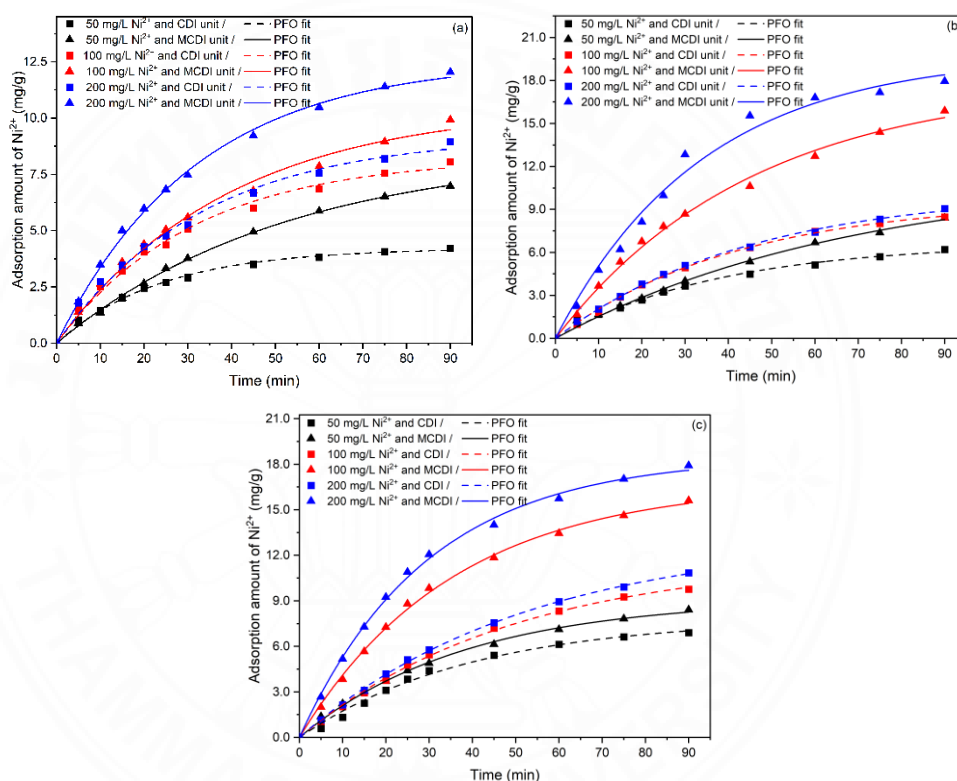 (a)
50 mg/L Ni²⁺ and CDI unit / PFO fit
50 mg/L Ni²⁺ and MCDI unit / PFO fit
100 mg/L Ni²⁺ and CDI unit / PFO fit
100 mg/L Ni²⁺ and MCDI unit / PFO fit
200 mg/L Ni²⁺ and CDI unit / PFO fit
200 mg/L Ni²⁺ and MCDI unit / PFO fit
Adsorption amount of Ni²⁺ (mg/g)
12.5
10.0
7.5
5.0
2.5
0.0
0 10 20 30 40 50 60 70 80 90
Time (min)
(b)
50 mg/L Ni²⁺ and CDI unit / PFO fit
50 mg/L Ni²⁺ and MCDI unit / PFO fit
100 mg/L Ni²⁺ and CDI unit / PFO fit
100 mg/L Ni²⁺ and MCDI unit / PFO fit
200 mg/L Ni²⁺ and CDI unit / PFO fit
200 mg/L Ni²⁺ and MCDI unit / PFO fit
Adsorption amount of Ni²⁺ (mg/g)
21.0
18.0
15.0
12.0
9.0
6.0
3.0
0.0
0 10 20 30 40 50 60 70 80 90
Time (min)
(c)
50 mg/L Ni²⁺ and CDI / PFO fit
50 mg/L Ni²⁺ and MCDI / PFO fit
100 mg/L Ni²⁺ and CDI / PFO fit
100 mg/L Ni²⁺ and MCDI / PFO fit
200 mg/L Ni²⁺ and CDI / PFO fit
200 mg/L Ni²⁺ and MCDI / PFO fit
Adsorption amount of Ni²⁺ (mg/g)
21.0
18.0
15.0
12.0
9.0
6.0
3.0
0.0
0 10 20 30 40 50 60 70 80 90
Time (min)